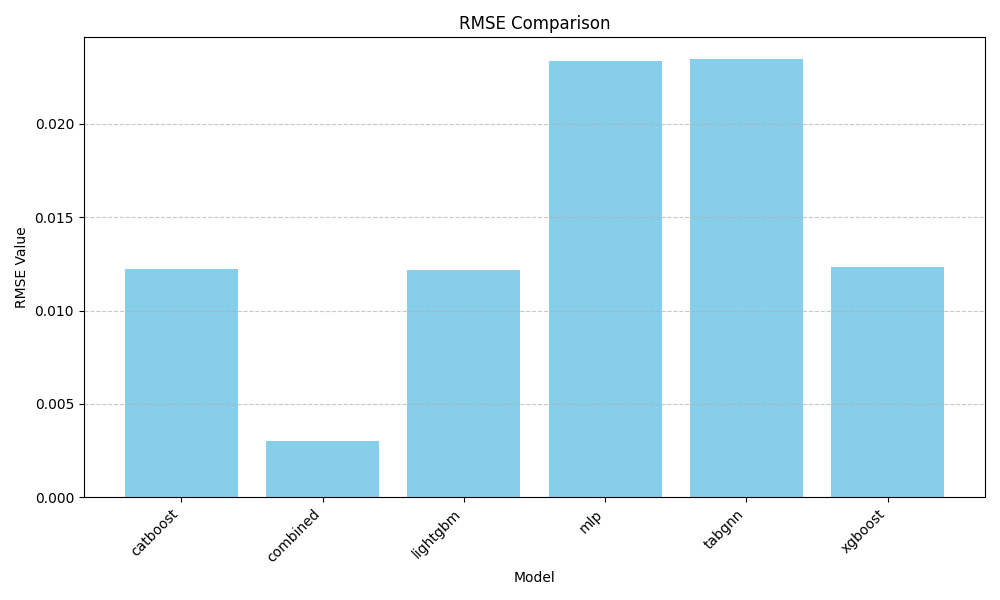 RMSE Comparison
RMSE Value
0.020
0.015
0.010
0.005
0.000
catboost
combined
lightgbm
mlp
tabgnn
xgboost
Model